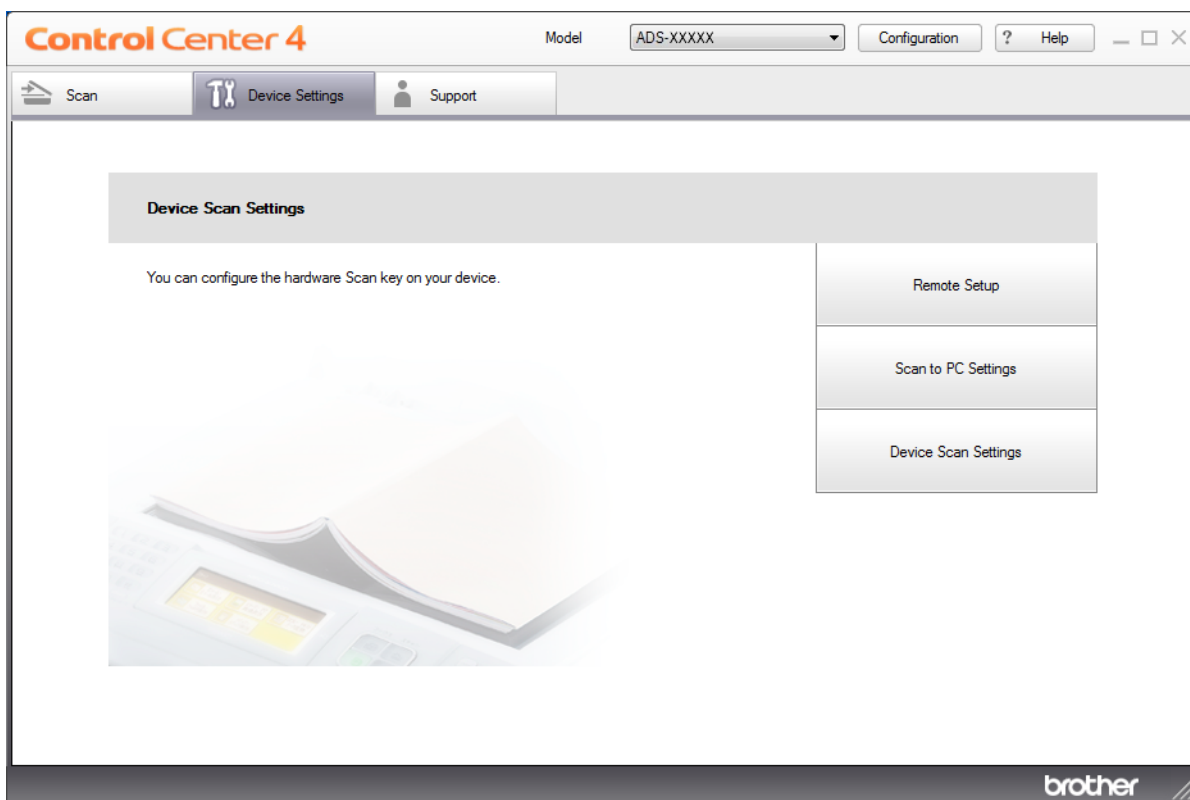 Control Center 4
Model ADS-XXXXX Configuration ? Help
Scan Device Settings Support
Device Scan Settings
You can configure the hardware Scan key on your device.
Remote Setup
Scan to PC Settings
Device Scan Settings
brother